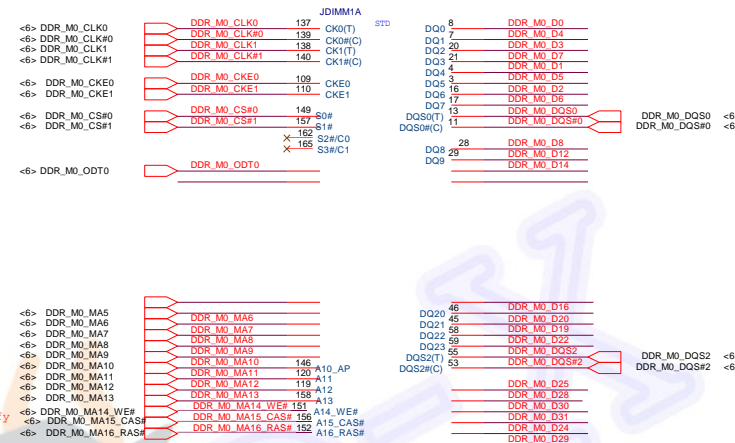 JDIMM1A
STD
<6> DDR_M0_CLK0 DDR_M0_CLK0 137 CK0(T)
<6> DDR_M0_CLK#0 DDR_M0_CLK#0 139 CK0#(C)
<6> DDR_M0_CLK1 DDR_M0_CLK1 138 CK1(T)
<6> DDR_M0_CLK#1 DDR_M0_CLK#1 140 CK1#(C)
<6> DDR_M0_CKE0 DDR_M0_CKE0 109 CKE0
<6> DDR_M0_CKE1 DDR_M0_CKE1 110 CKE1
<6> DDR_M0_CS#0 DDR_M0_CS#0 149 S0#
<6> DDR_M0_CS#1 DDR_M0_CS#1 157 S1#
162 S2#/C0
165 S3#/C1
<6> DDR_M0_ODT0 DDR_M0_ODT0
DQ0 8 DDR_M0_D0
DQ1 7 DDR_M0_D4
DQ2 20 DDR_M0_D3
DQ3 21 DDR_M0_D7
DQ4 4 DDR_M0_D1
DQ5 3 DDR_M0_D5
DQ6 16 DDR_M0_D2
DQ7 17 DDR_M0_D6
DQS0(T) 13 DDR_M0_DQS0 DDR_M0_DQS0 <6
DQS0#(C) 11 DDR_M0_DQS#0 DDR_M0_DQS#0 <6
DQ8 28 DDR_M0_D8
DQ9 29 DDR_M0_D12
DDR_M0_D14
<6> DDR_M0_MA5
<6> DDR_M0_MA6 DDR_M0_MA6
<6> DDR_M0_MA7 DDR_M0_MA7
<6> DDR_M0_MA8 DDR_M0_MA8
<6> DDR_M0_MA9 DDR_M0_MA9
<6> DDR_M0_MA10 DDR_M0_MA10 146 A10_AP
<6> DDR_M0_MA11 DDR_M0_MA11 120 A11
<6> DDR_M0_MA12 DDR_M0_MA12 119 A12
<6> DDR_M0_MA13 DDR_M0_MA13 158 A13
fy <6> DDR_M0_MA14_WE# DDR_M0_MA14_WE# 151 A14_WE#
<6> DDR_M0_MA15_CAS# DDR_M0_MA15_CAS# 156 A15_CAS#
<6> DDR_M0_MA16_RAS# DDR_M0_MA16_RAS# 152 A16_RAS#
DQ20 46 DDR_M0_D16
DQ21 45 DDR_M0_D20
DQ22 58 DDR_M0_D19
DQ23 59 DDR_M0_D22
DQS2(T) 55 DDR_M0_DQS2 DDR_M0_DQS2 <6
DQS2#(C) 53 DDR_M0_DQS#2 DDR_M0_DQS#2 <6
DDR_M0_D25
DDR_M0_D28
DDR_M0_D30
DDR_M0_D31
DDR_M0_D24
DDR_M0_D29